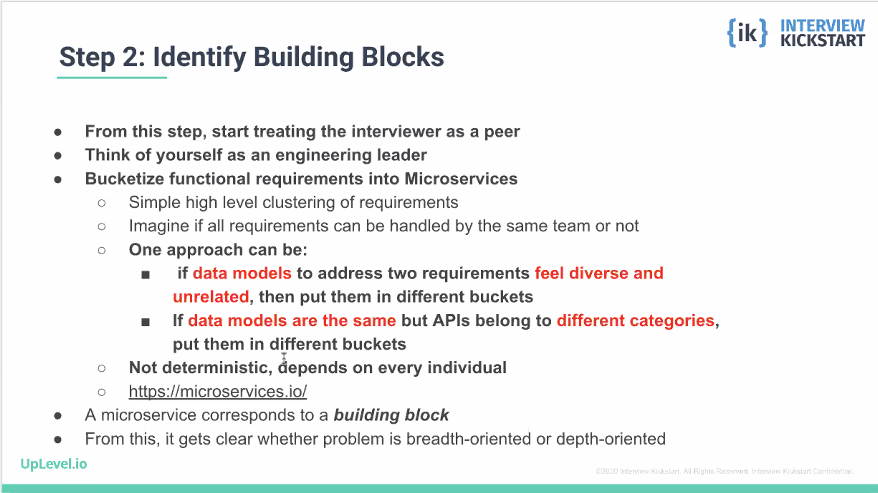 Step 2: Identify Building Blocks
{ik} INTERVIEW
KICKSTART
● From this step, start treating the interviewer as a peer
● Think of yourself as an engineering leader
● Bucketize functional requirements into Microservices
○ Simple high level clustering of requirements
○ Imagine if all requirements can be handled by the same team or not
○ One approach can be:
■ if data models to address two requirements feel diverse and
unrelated, then put them in different buckets
■ If data models are the same but APIs belong to different categories,
put them in different buckets
○ Not deterministic, depends on every individual
○ https://microservices.io/
● A microservice corresponds to a building block
● From this, it gets clear whether problem is breadth-oriented or depth-oriented
UpLevel.io
©2020 Interview Kickstart. All Rights Reserved. Interview Kickstart Confidential.